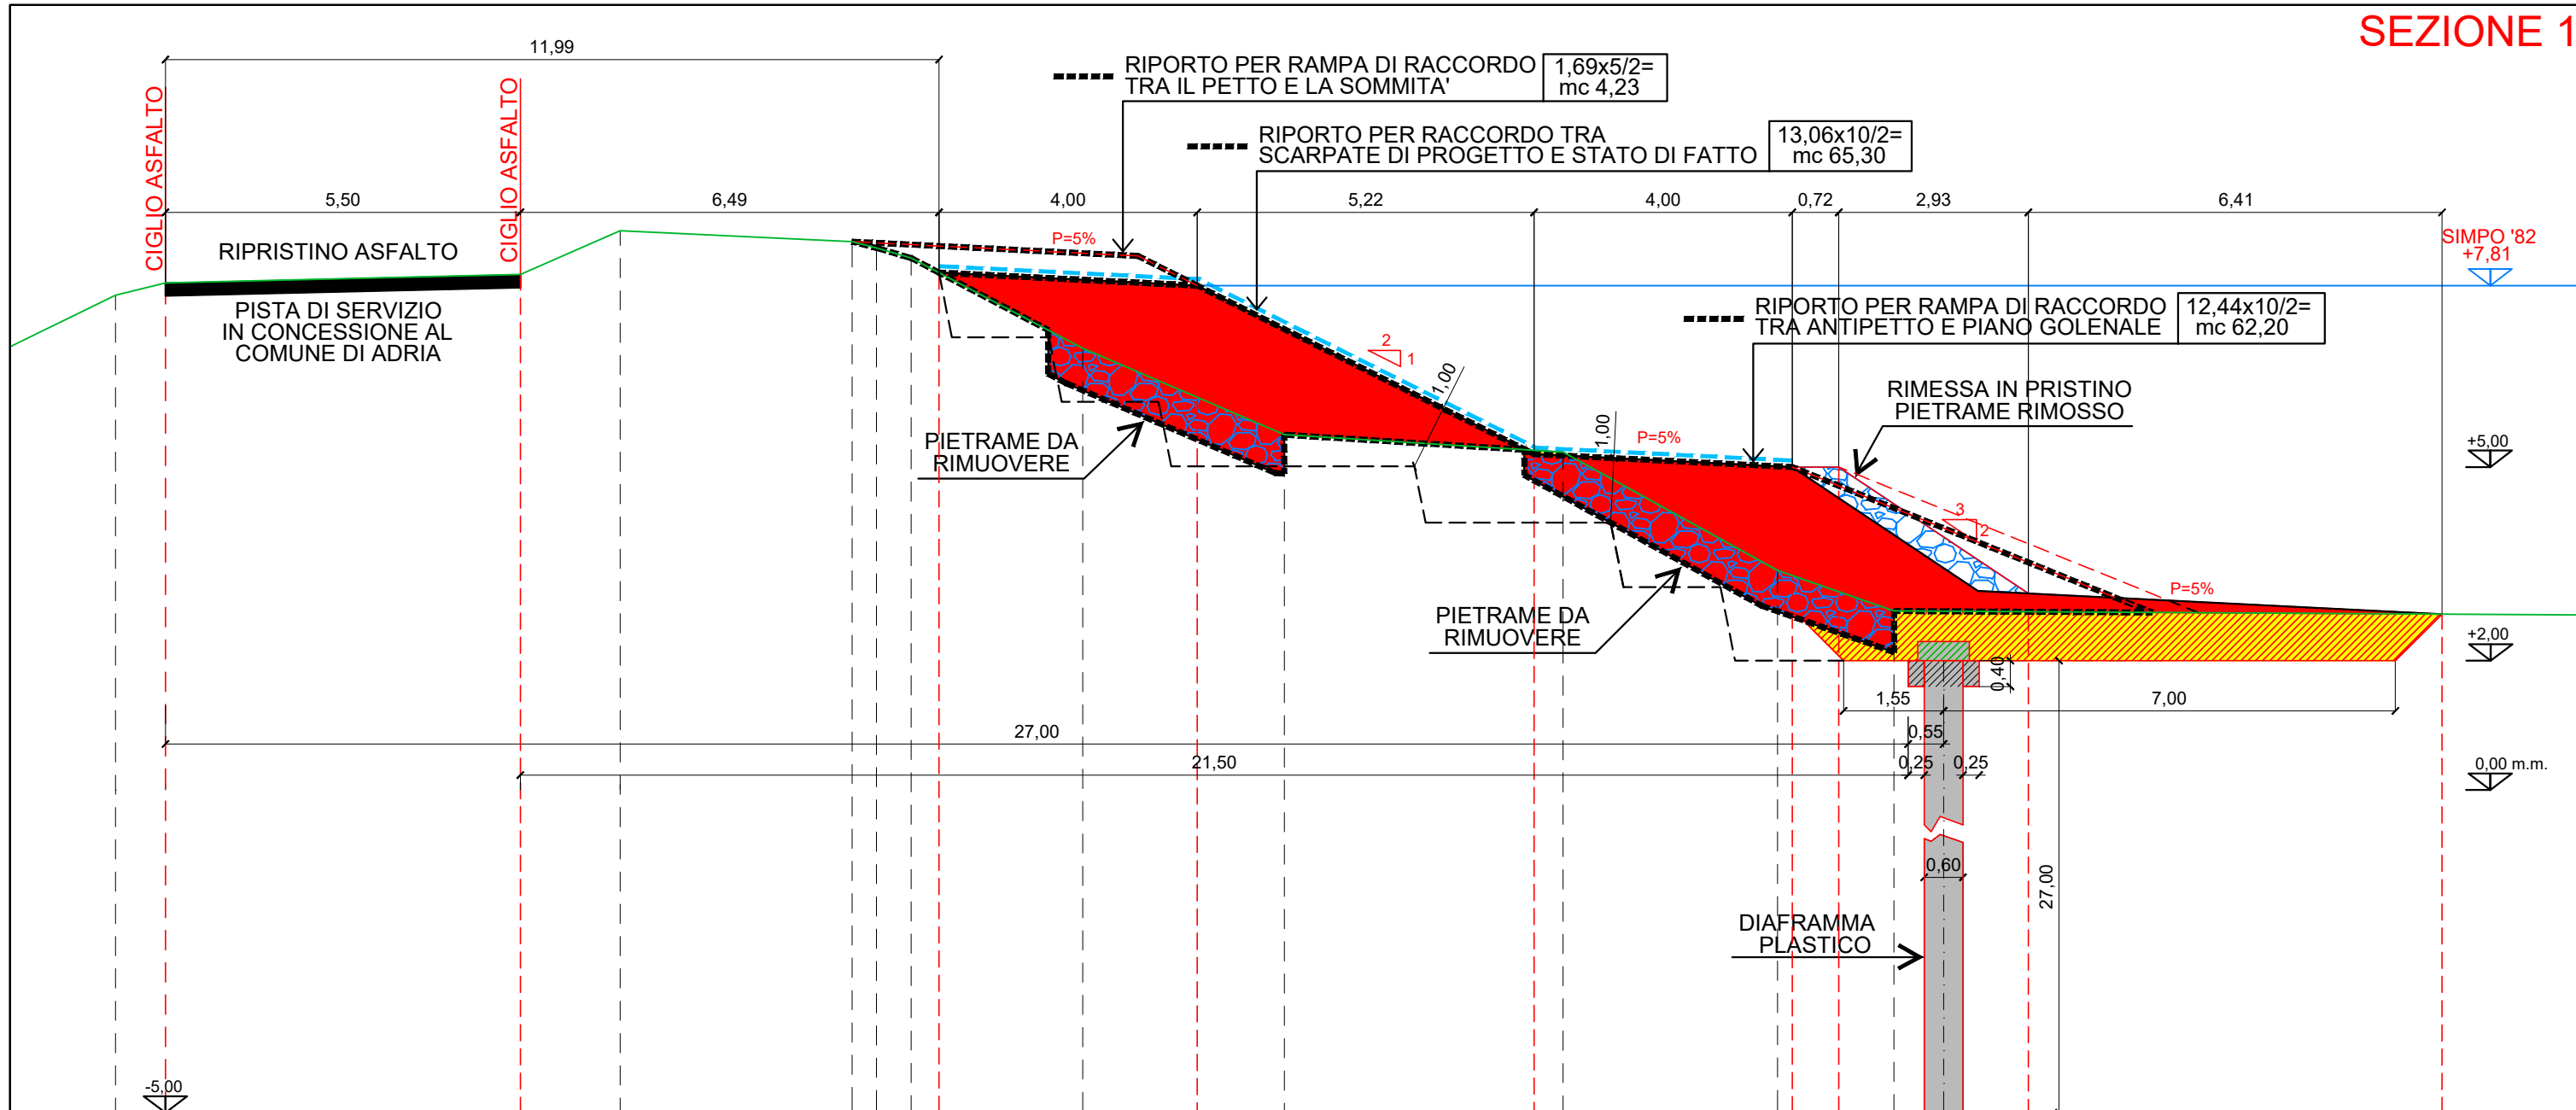 SEZIONE 1
11,99
RIPORTO PER RAMPA DI RACCORDO
TRA IL PETTO E LA SOMMITA'
1,69x5/2=
mc 4,23
RIPORTO PER RACCORDO TRA
SCARPATE DI PROGETTO E STATO DI FATTO
13,06x10/2=
mc 65,30
CIGLIO ASFALTO
CIGLIO ASFALTO
5,50
6,49
4,00
5,22
4,00
0,72
2,93
6,41
RIPRISTINO ASFALTO
PISTA DI SERVIZIO
IN CONCESSIONE AL
COMUNE DI ADRIA
P=5%
SIMPO '82
+7,81
RIPORTO PER RAMPA DI RACCORDO
TRA ANTIPETTO E PIANO GOLENALE
12,44x10/2=
mc 62,20
2
1
1,00
RIMESSA IN PRISTINO
PIETRAME RIMOSSO
1,00
P=5%
+5,00
PIETRAME DA
RIMUOVERE
3
2
P=5%
PIETRAME DA
RIMUOVERE
+2,00
0,40
1,55
7,00
27,00
0,55
21,50
0,25
0,25
0,00 m.m.
0,60
27,00
DIAFRAMMA
PLASTICO
-5,00